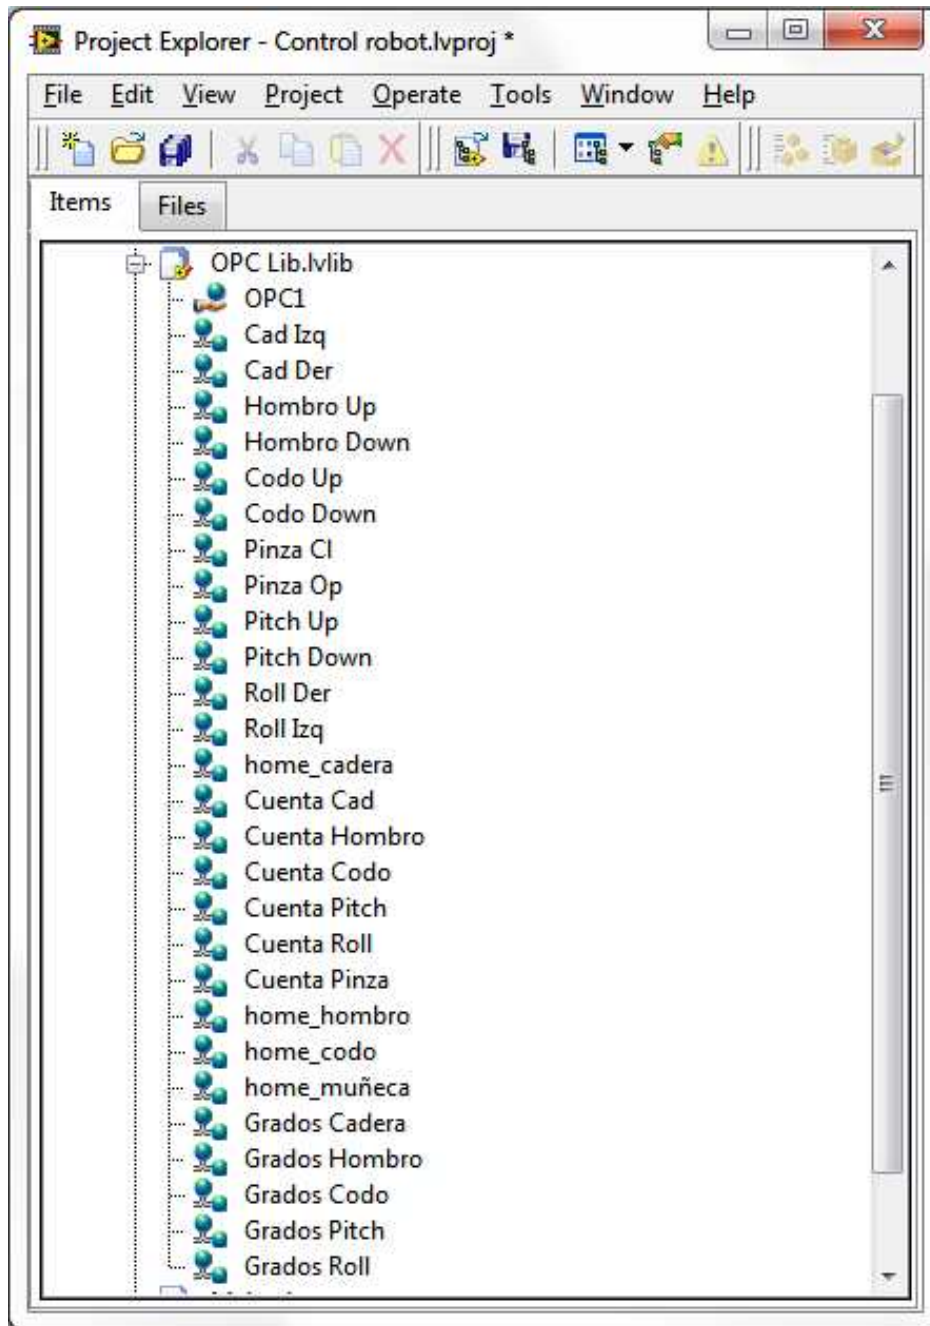 Project Explorer - Control robot.lvproj *
File Edit View Project Operate Tools Window Help
Items Files
OPC Lib.lvlib
OPC1
Cad Izq
Cad Der
Hombro Up
Hombro Down
Codo Up
Codo Down
Pinza Cl
Pinza Op
Pitch Up
Pitch Down
Roll Der
Roll Izq
home_cadera
Cuenta Cad
Cuenta Hombro
Cuenta Codo
Cuenta Pitch
Cuenta Roll
Cuenta Pinza
home_hombro
home_codo
home_muñeca
Grados Cadera
Grados Hombro
Grados Codo
Grados Pitch
Grados Roll